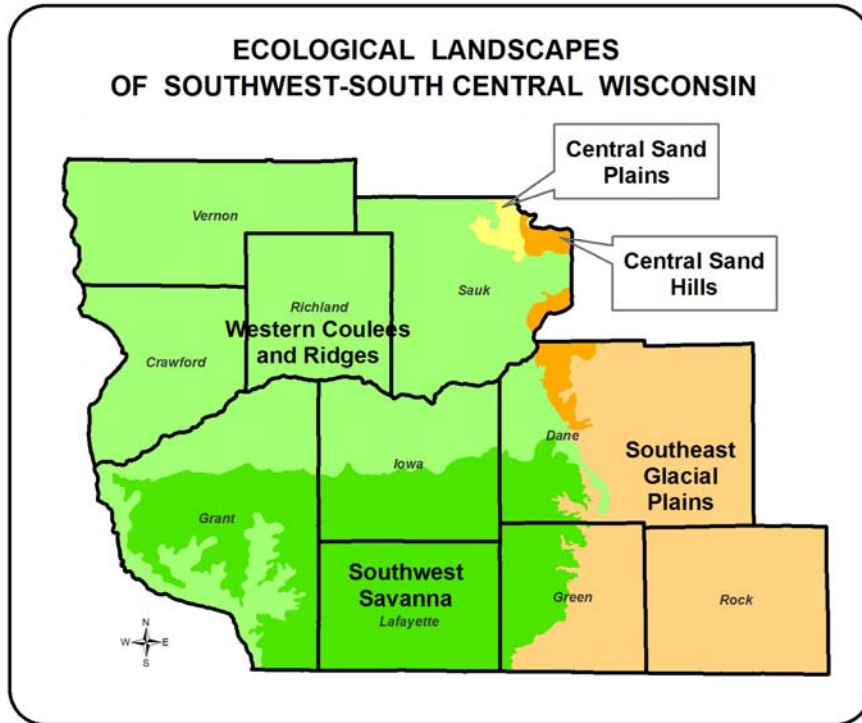 ECOLOGICAL LANDSCAPES
OF SOUTHWEST-SOUTH CENTRAL WISCONSIN
Central Sand
Plains
Central Sand
Hills
Vernon
Richland
Sauk
Western Coulees
and Ridges
Crawford
Dane
Iowa
Southeast
Glacial
Plains
Grant
Southwest
Savanna
Lafayette
Green
Rock
N
W E
S